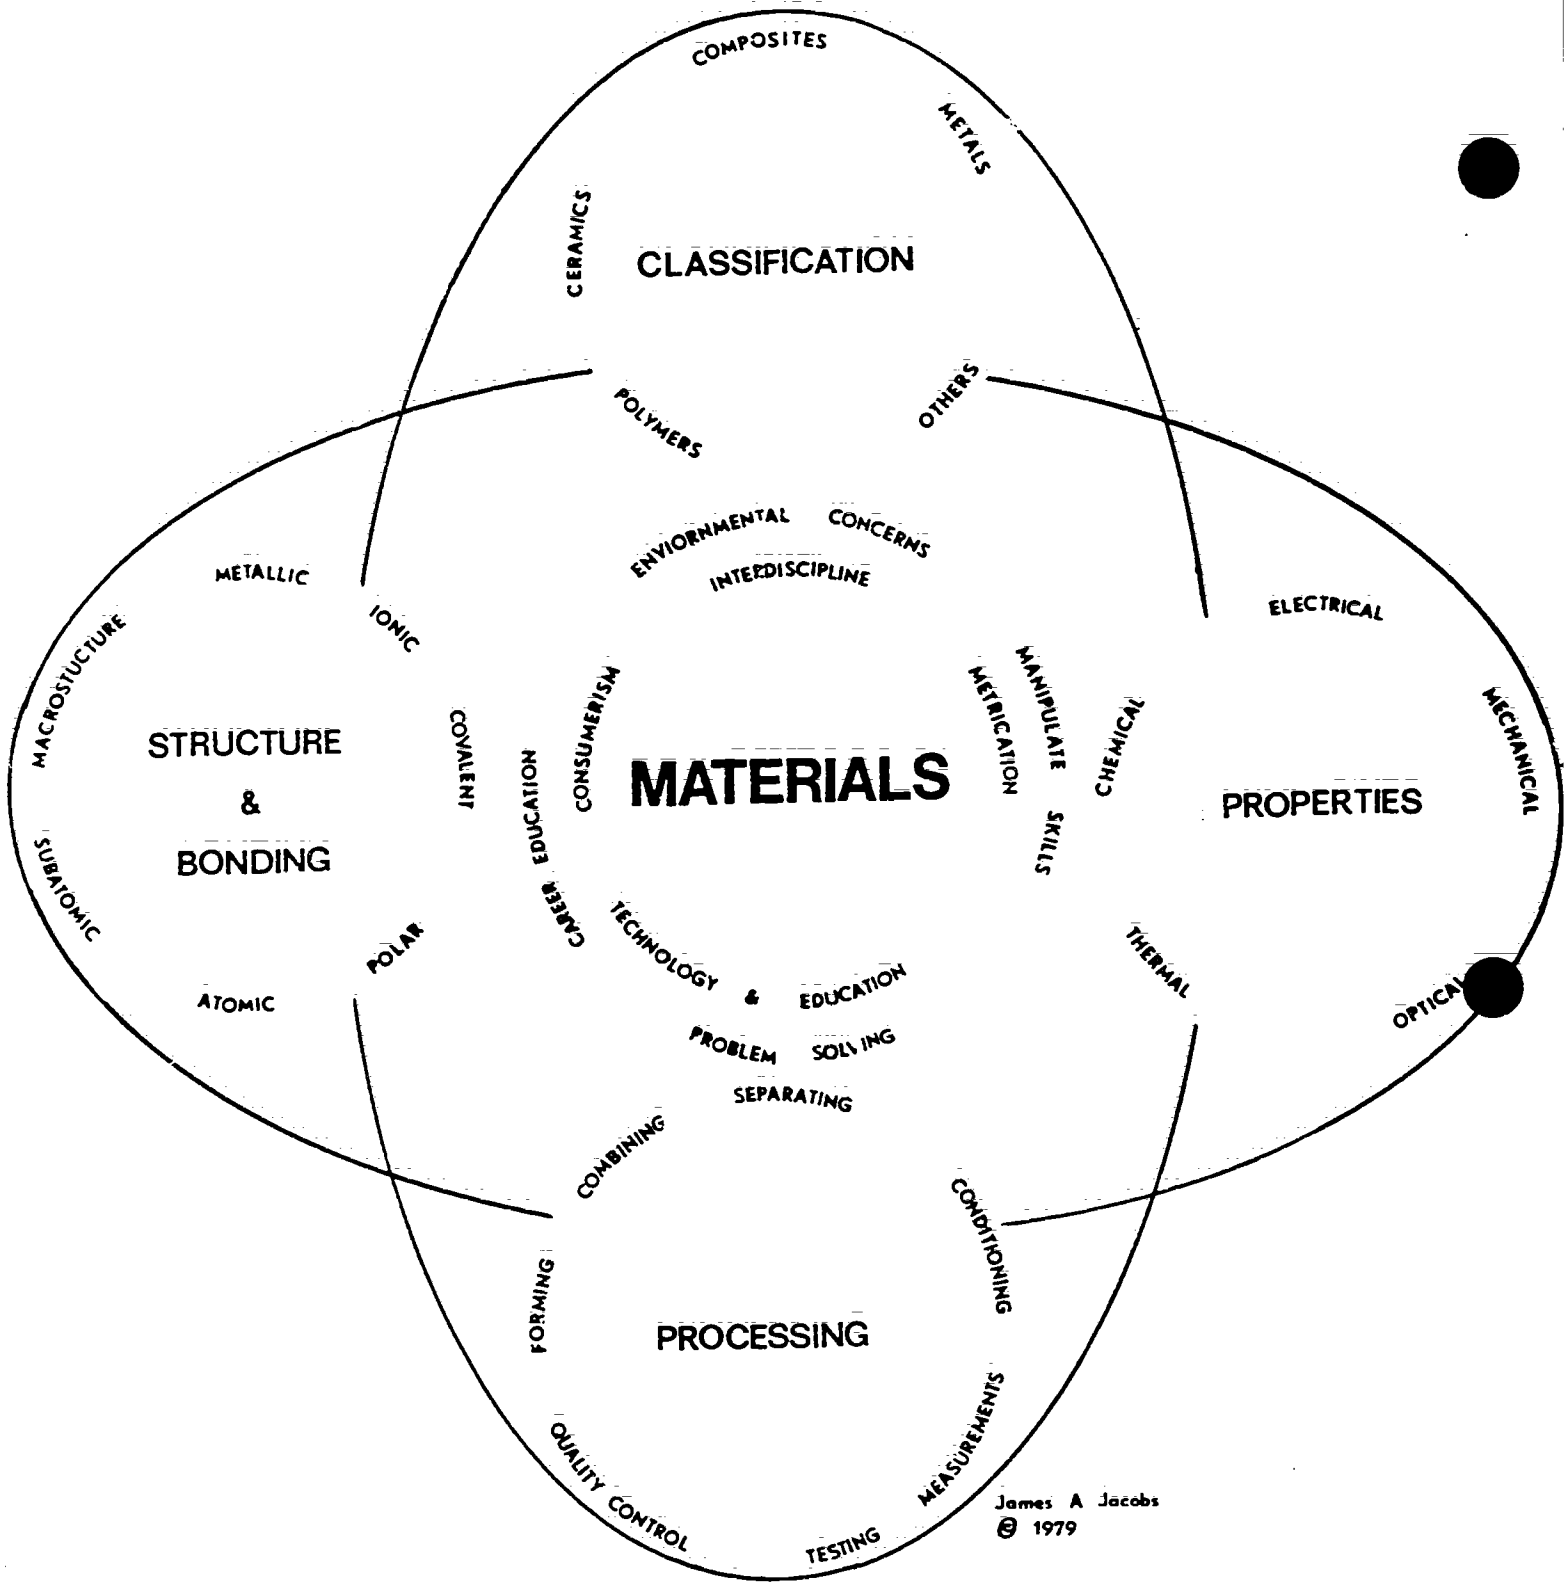 COMPOSITES
METALS
CERAMICS
CLASSIFICATION
POLYMERS
OTHERS
ENVIORNMENTAL CONCERNS
INTERDISCIPLINE
METALLIC
IONIC
MACROSTUCTURE
COVALENT
STRUCTURE
&
BONDING
SUBATOMIC
POLAR
ATOMIC
CONSUMERISM
CAREER EDUCATION
MATERIALS
METRICATION
MANIPULATE SKILLS
CHEMICAL
ELECTRICAL
MECHANICAL
PROPERTIES
THERMAL
OPTICAL
TECHNOLOGY & EDUCATION
PROBLEM SOLVING
SEPARATING
COMBINING
CONDITIONING
FORMING
PROCESSING
MEASUREMENTS
QUALITY CONTROL
TESTING
James A Jacobs
© 1979